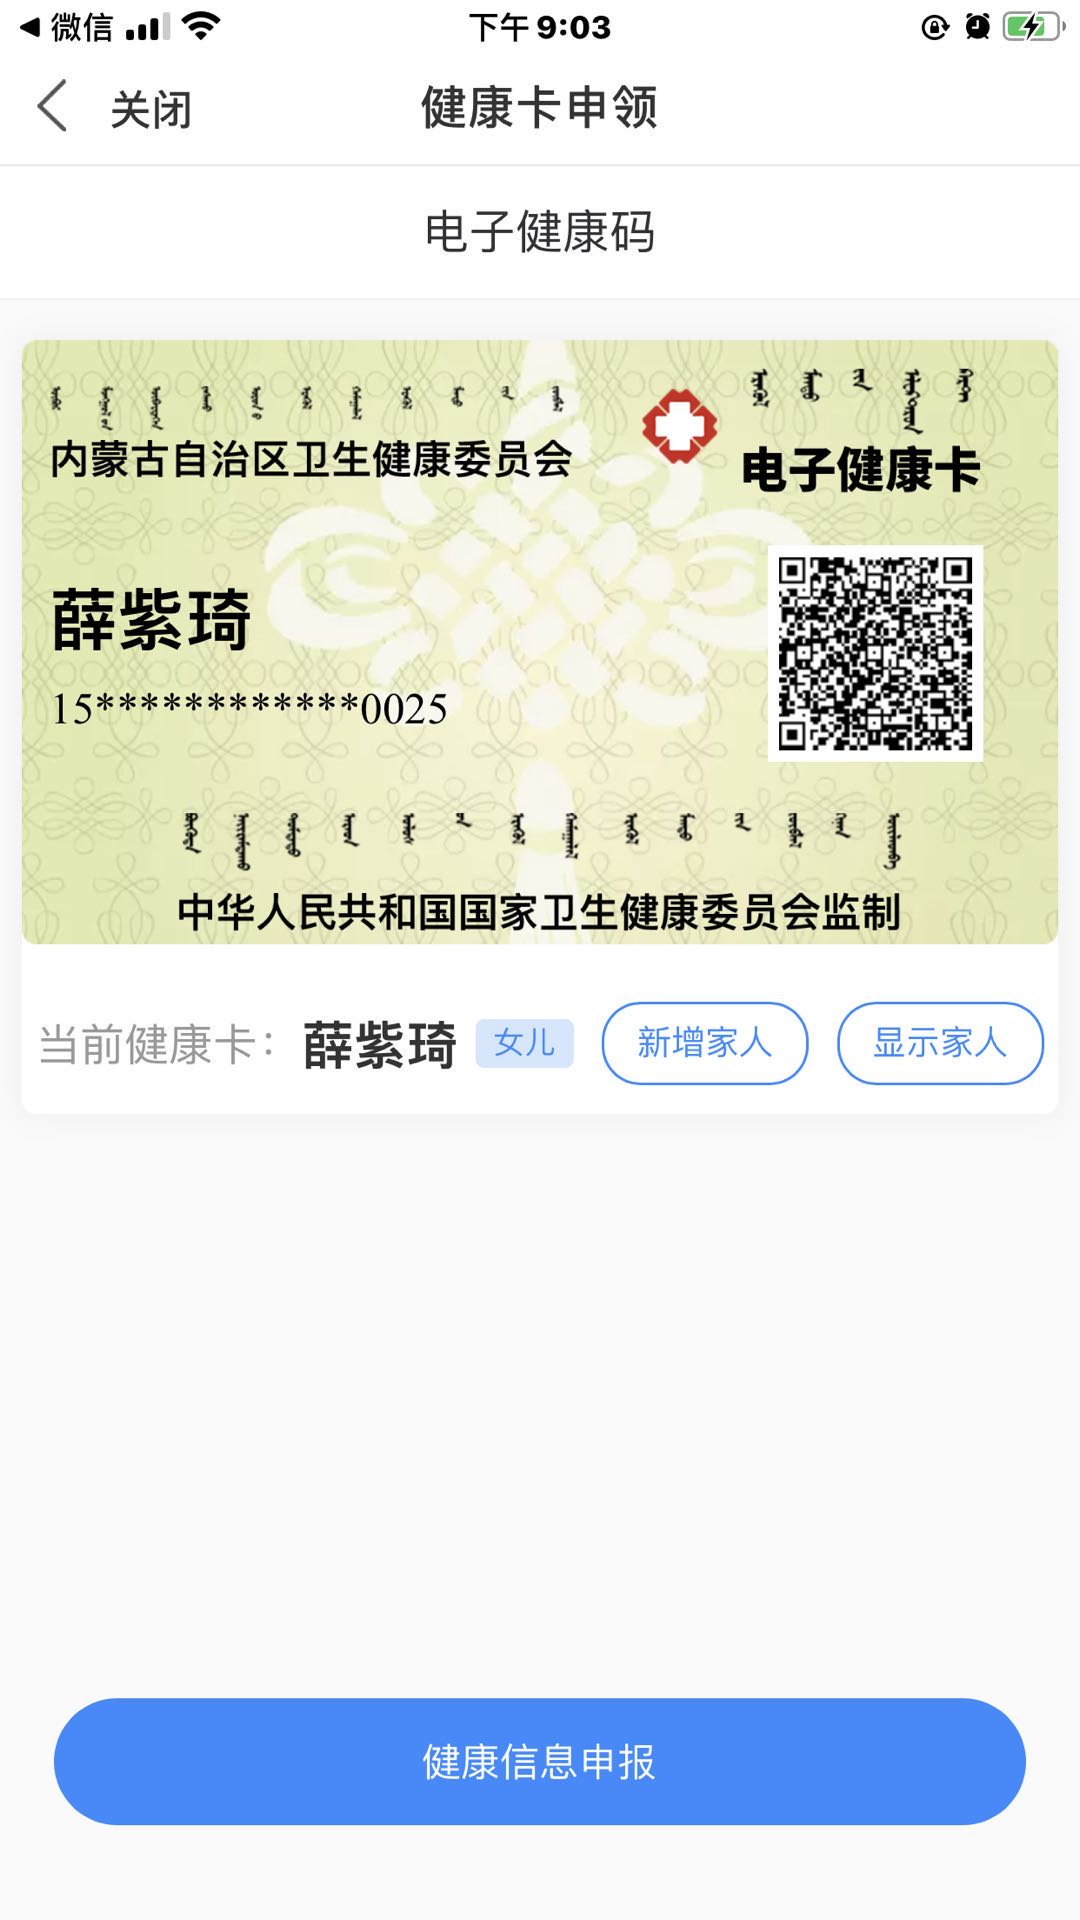 微信
下午 9:03
关闭
健康卡申领
电子健康码
内蒙古自治区卫生健康委员会
电子健康卡
薛紫琦
15************0025
中华人民共和国国家卫生健康委员会监制
当前健康卡：
薛紫琦
女儿
新增家人
显示家人
健康信息申报